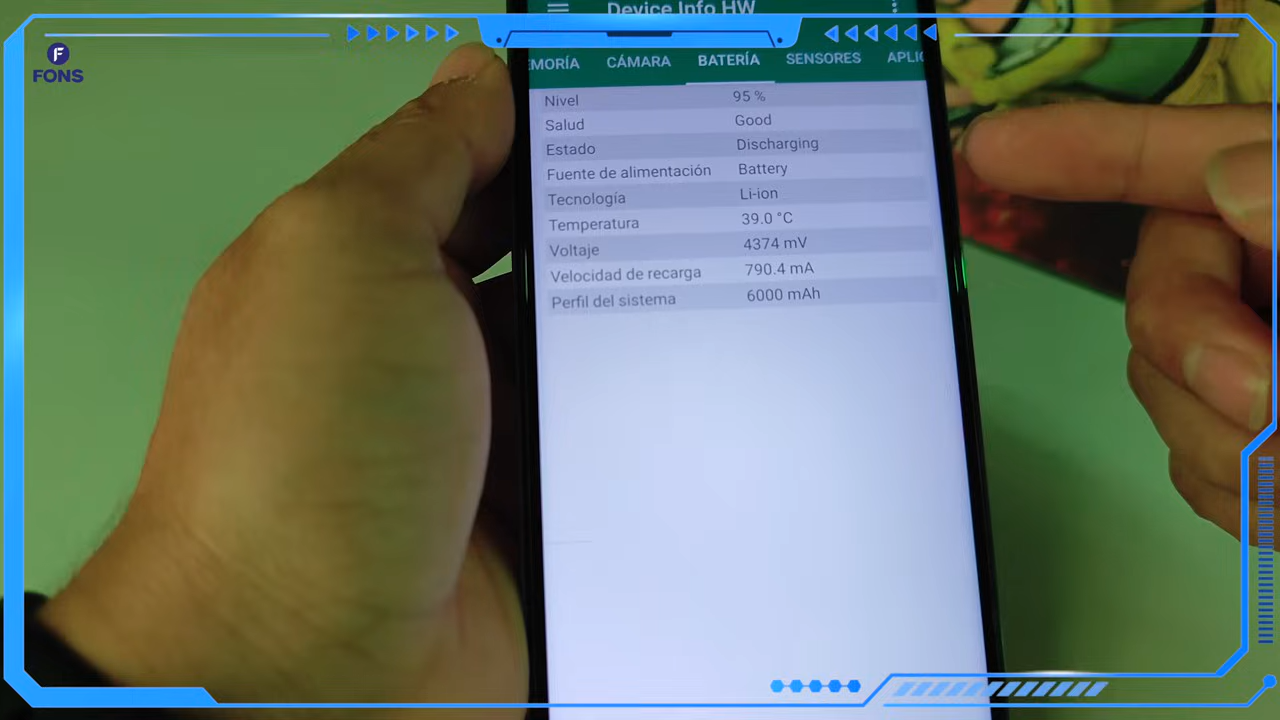 Device Info HW
F
FONS
EMORÍA CÁMARA BATERÍA SENSORES APLIC
Nivel 95 %
Salud Good
Estado Discharging
Fuente de alimentación Battery
Tecnología Li-ion
Temperatura 39.0 °C
Voltaje 4374 mV
Velocidad de recarga 790.4 mA
Perfil del sistema 6000 mAh